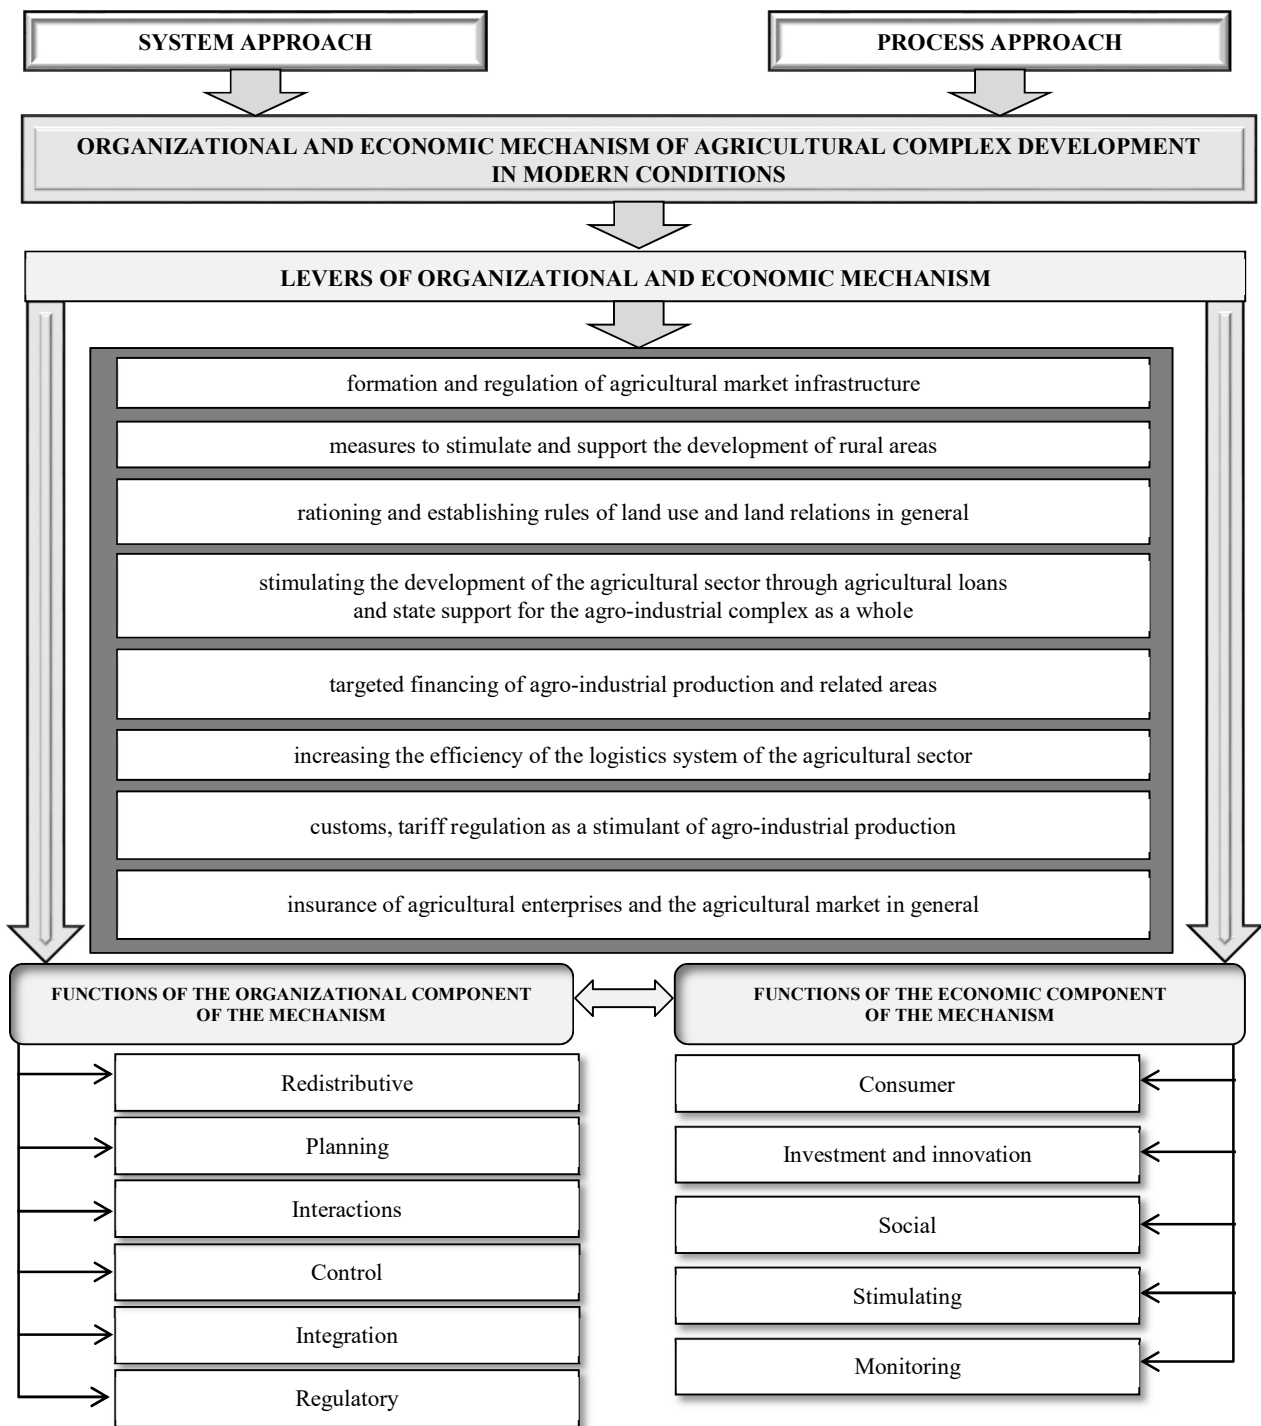 SYSTEM APPROACH
PROCESS APPROACH
ORGANIZATIONAL AND ECONOMIC MECHANISM OF AGRICULTURAL COMPLEX DEVELOPMENT
IN MODERN CONDITIONS
LEVERS OF ORGANIZATIONAL AND ECONOMIC MECHANISM
formation and regulation of agricultural market infrastructure
measures to stimulate and support the development of rural areas
rationing and establishing rules of land use and land relations in general
stimulating the development of the agricultural sector through agricultural loans
and state support for the agro-industrial complex as a whole
targeted financing of agro-industrial production and related areas
increasing the efficiency of the logistics system of the agricultural sector
customs, tariff regulation as a stimulant of agro-industrial production
insurance of agricultural enterprises and the agricultural market in general
FUNCTIONS OF THE ORGANIZATIONAL COMPONENT
OF THE MECHANISM
Redistributive
Planning
Interactions
Control
Integration
Regulatory
FUNCTIONS OF THE ECONOMIC COMPONENT
OF THE MECHANISM
Consumer
Investment and innovation
Social
Stimulating
Monitoring